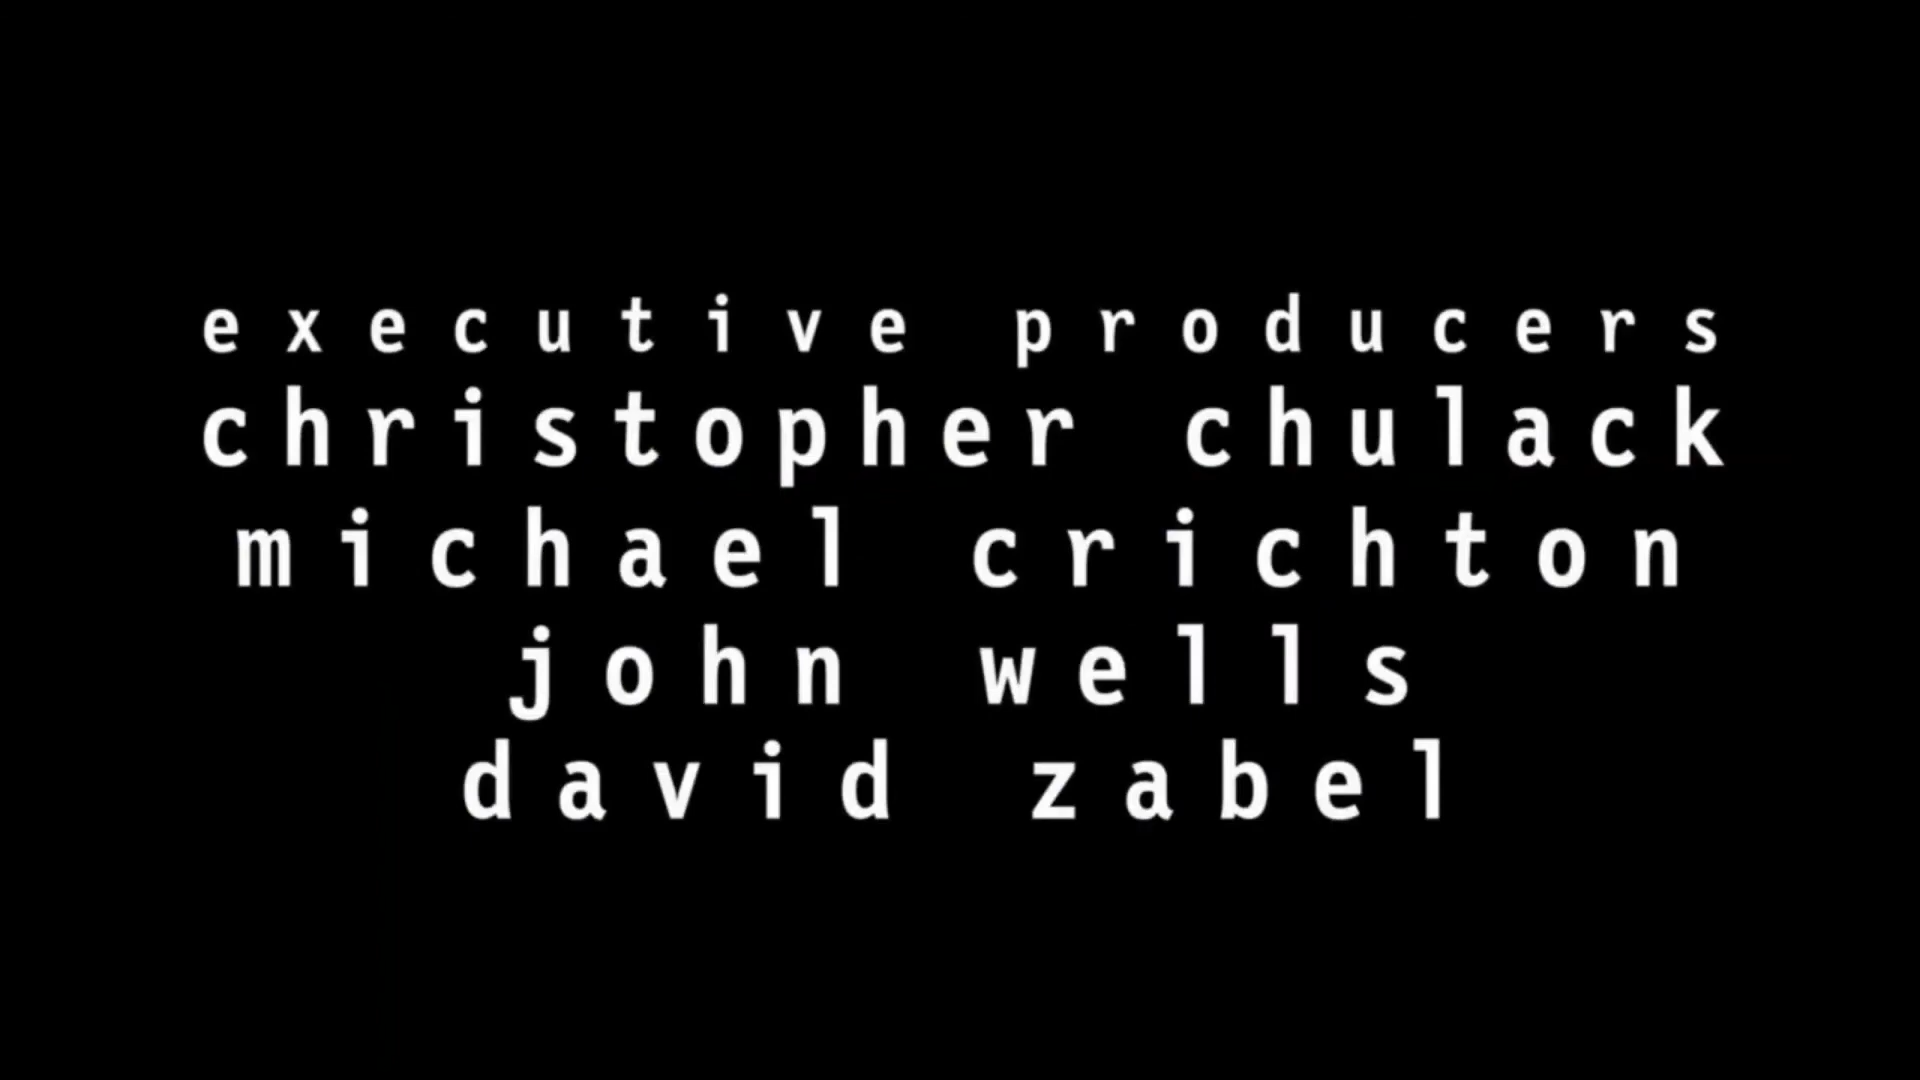 executive producers
christopher chulack
michael crichton
john wells
david zabel